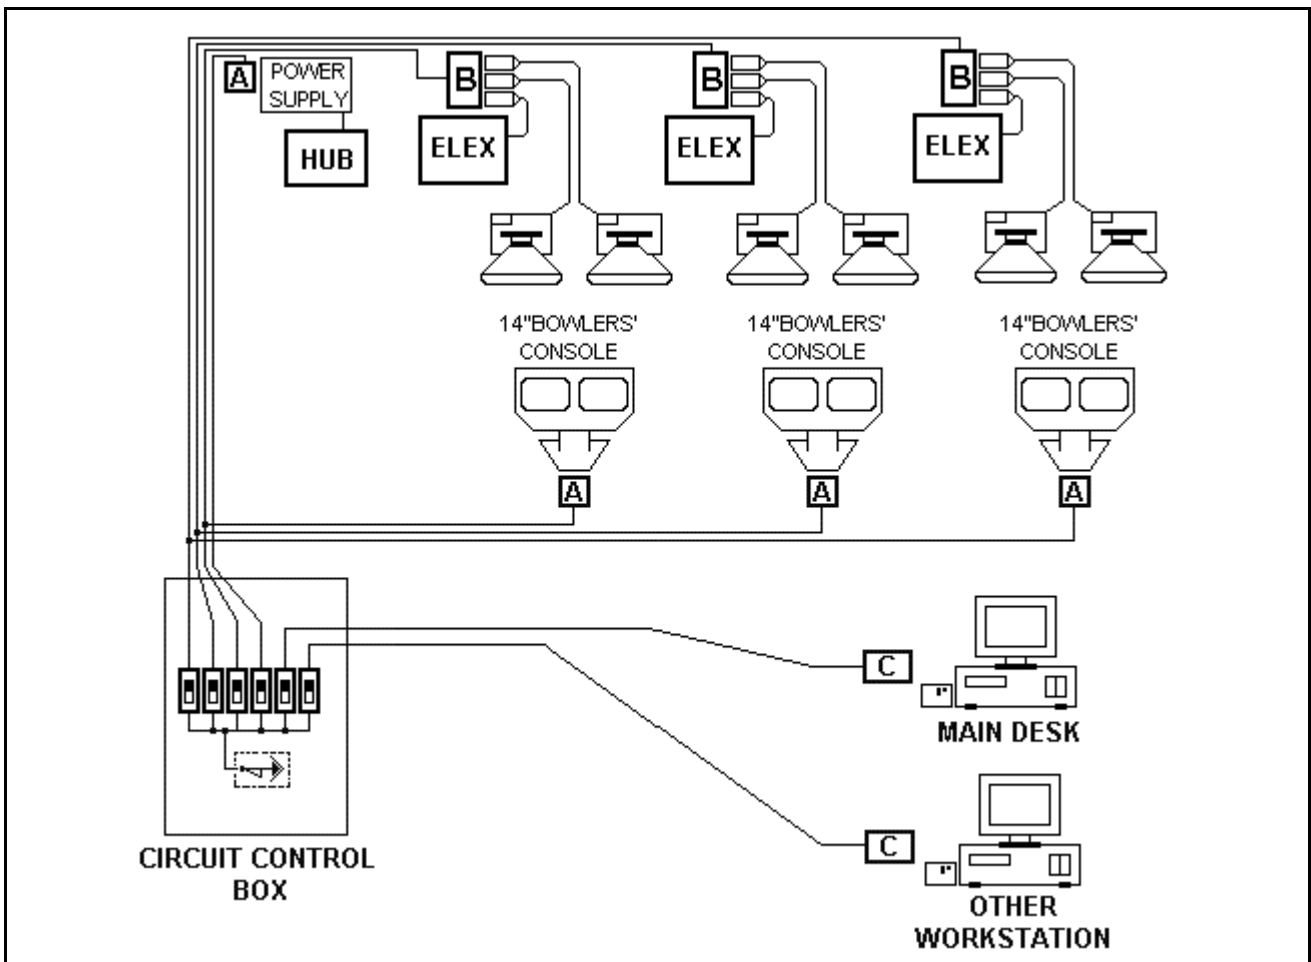 A
POWER
SUPPLY
HUB
B
ELEX
B
ELEX
B
ELEX
14"BOWLERS'
CONSOLE
A
14"BOWLERS'
CONSOLE
A
14"BOWLERS'
CONSOLE
A
CIRCUIT CONTROL
BOX
C
MAIN DESK
C
OTHER
WORKSTATION